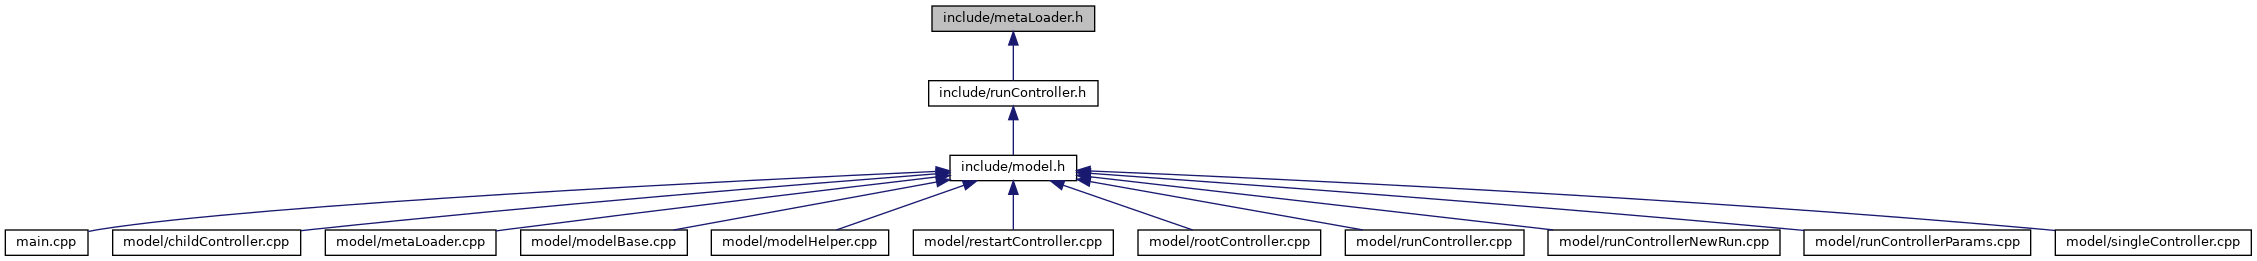 include/metaLoader.h
include/runController.h
include/model.h
main.cpp
model/childController.cpp
model/metaLoader.cpp
model/modelBase.cpp
model/modelHelper.cpp
model/restartController.cpp
model/rootController.cpp
model/runController.cpp
model/runControllerNewRun.cpp
model/runControllerParams.cpp
model/singleController.cpp